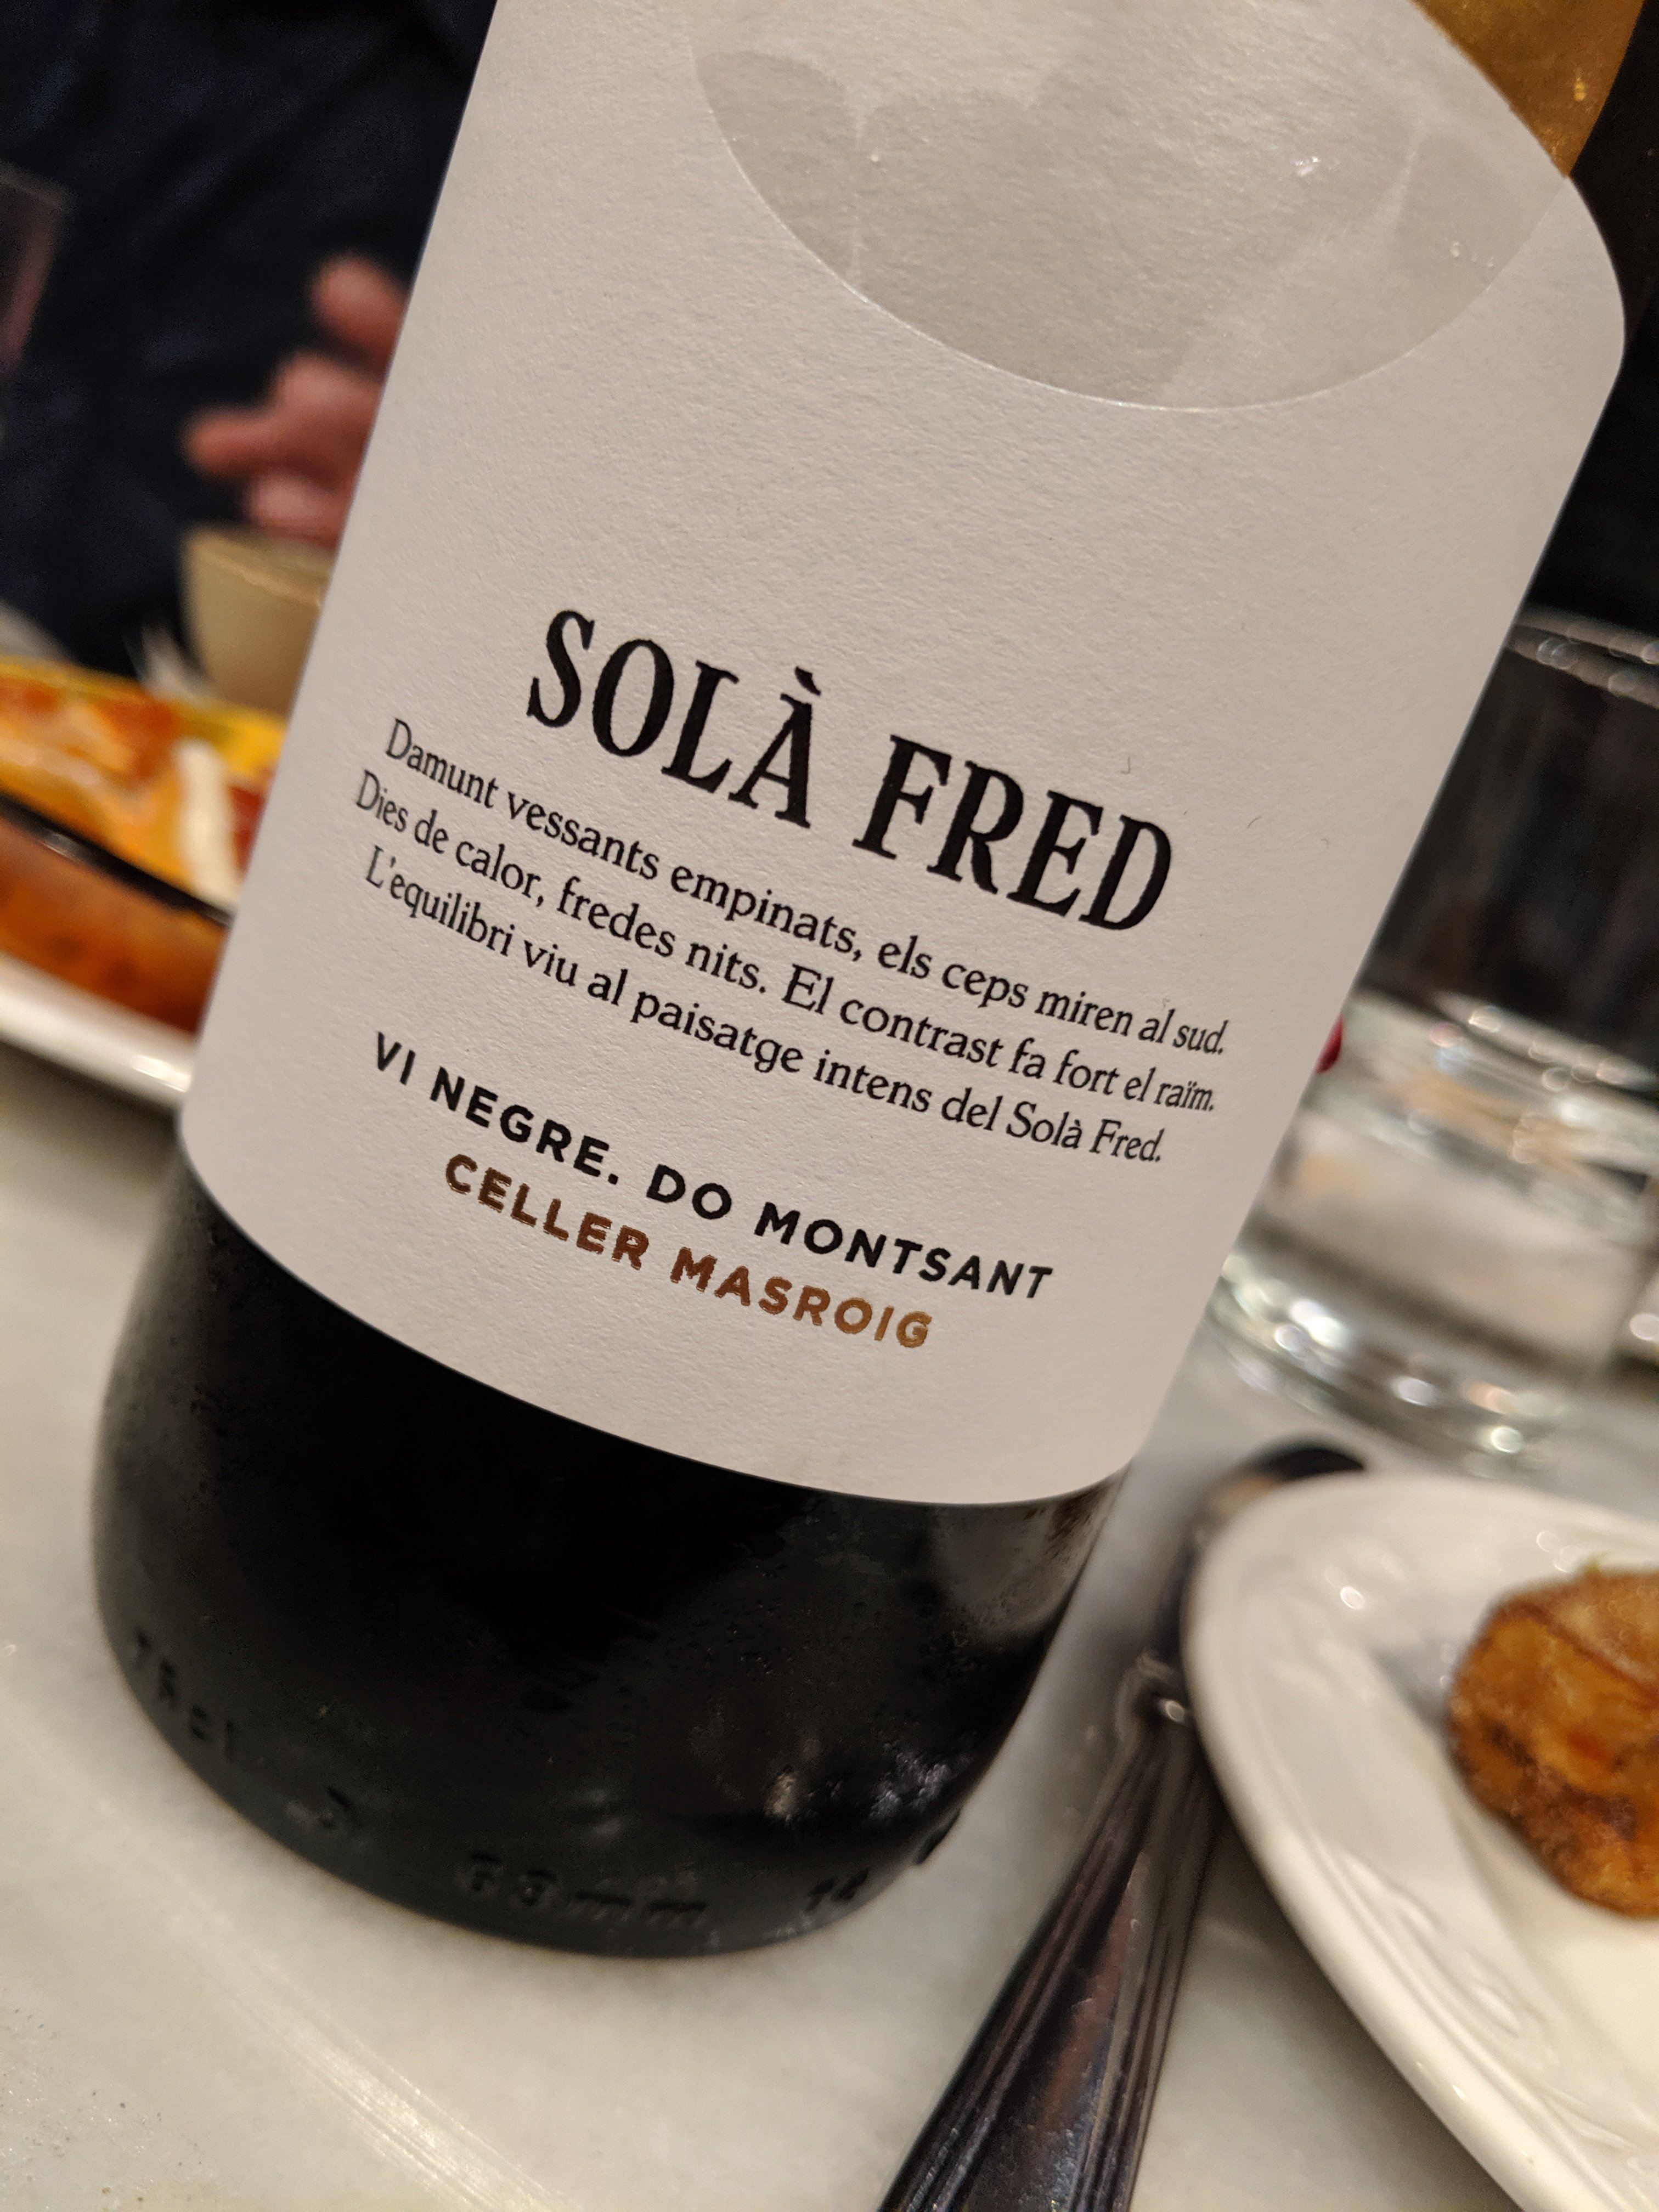 SOLÀ FRED
Damunt vessants empinats, els ceps miren al sud.
Dies de calor, fredes nits. El contrast fa fort el raïm.
L'equilibri viu al paisatge intens del Solà Fred.
VI NEGRE. DO MONTSANT
CELLER MASROIG
63mm